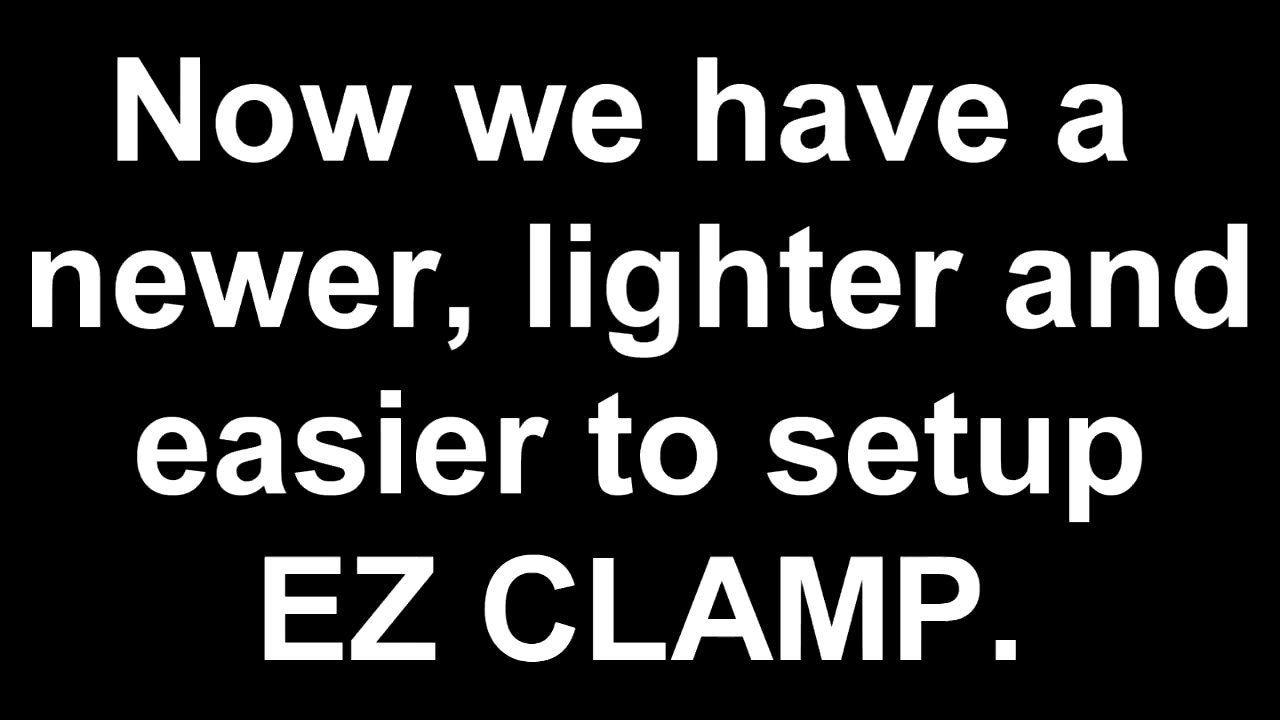 Now we have a
newer, lighter and
easier to setup
EZ CLAMP.